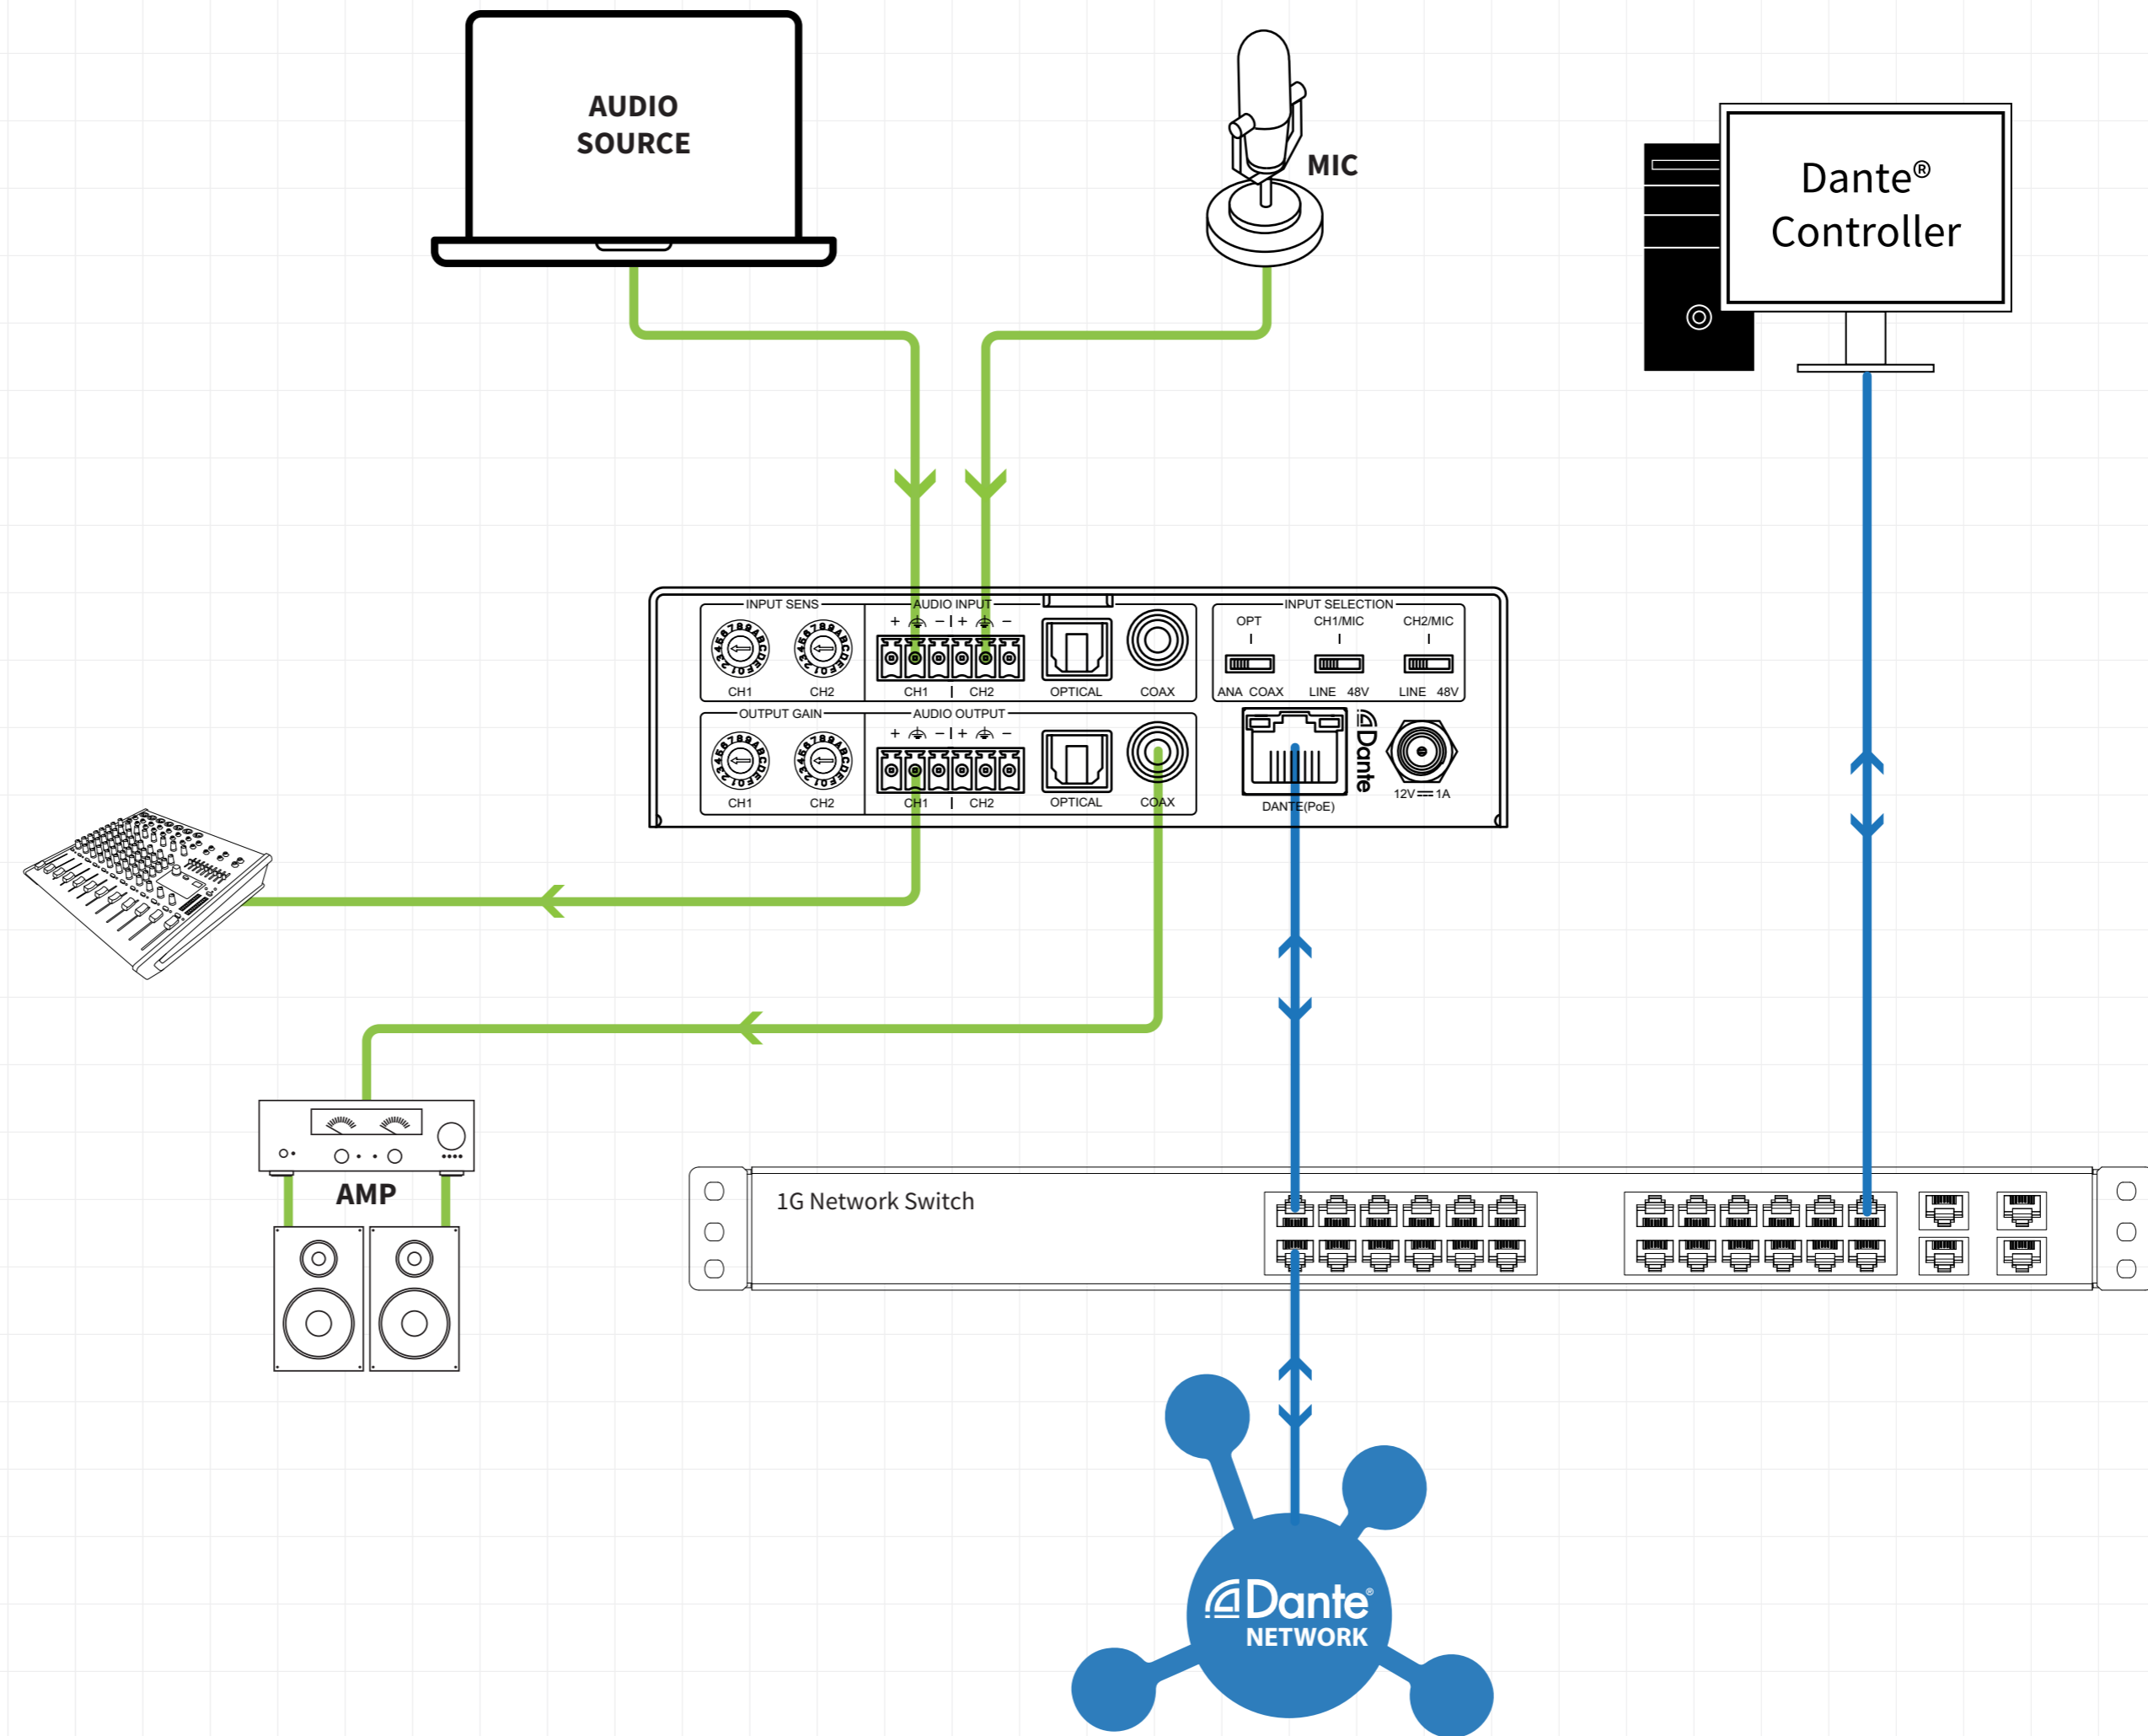 AUDIO
SOURCE
MIC
Dante®
Controller
INPUT SENS
AUDIO INPUT
INPUT SELECTION
+ − | + −
OPT
CH1/MIC
CH2/MIC
CH1
CH2
CH1 | CH2
OPTICAL
COAX
ANA COAX
LINE 48V
LINE 48V
OUTPUT GAIN
AUDIO OUTPUT
+ − | + −
CH1
CH2
CH1 | CH2
OPTICAL
COAX
Dante
DANTE(PoE)
12V 1A
AMP
1G Network Switch
Dante®
NETWORK